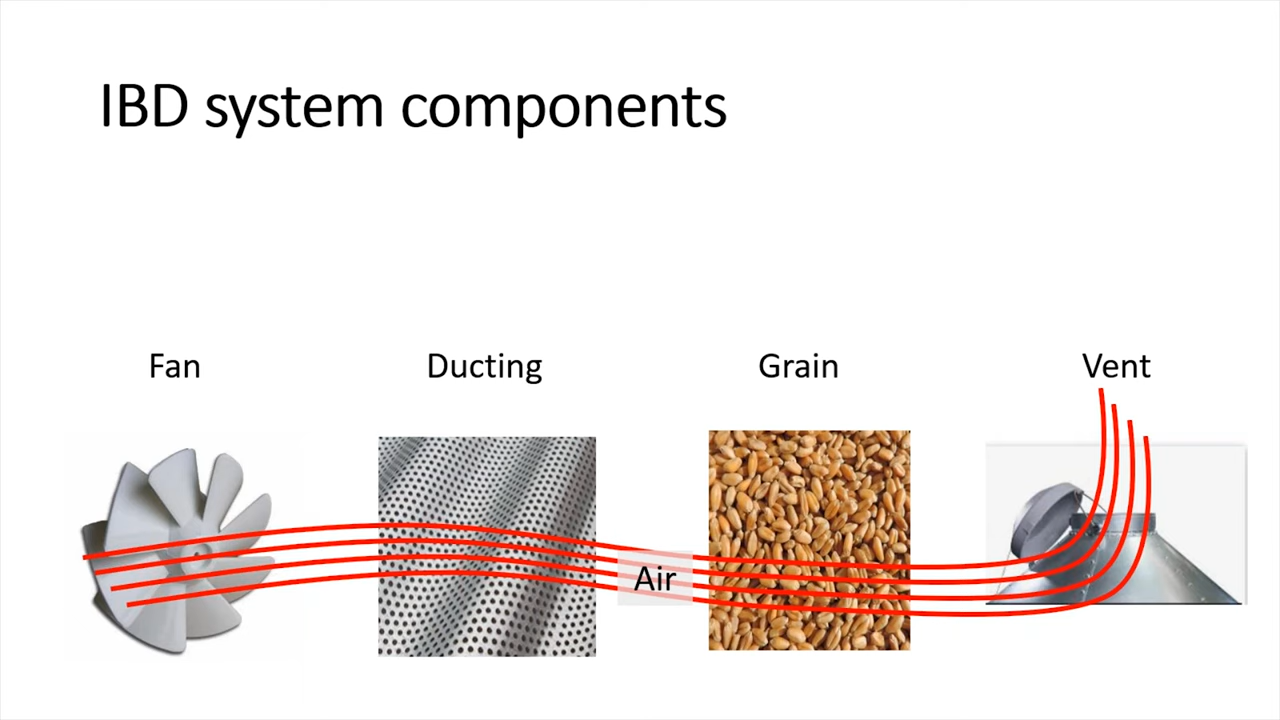 IBD system components
Fan
Ducting
Grain
Vent
Air